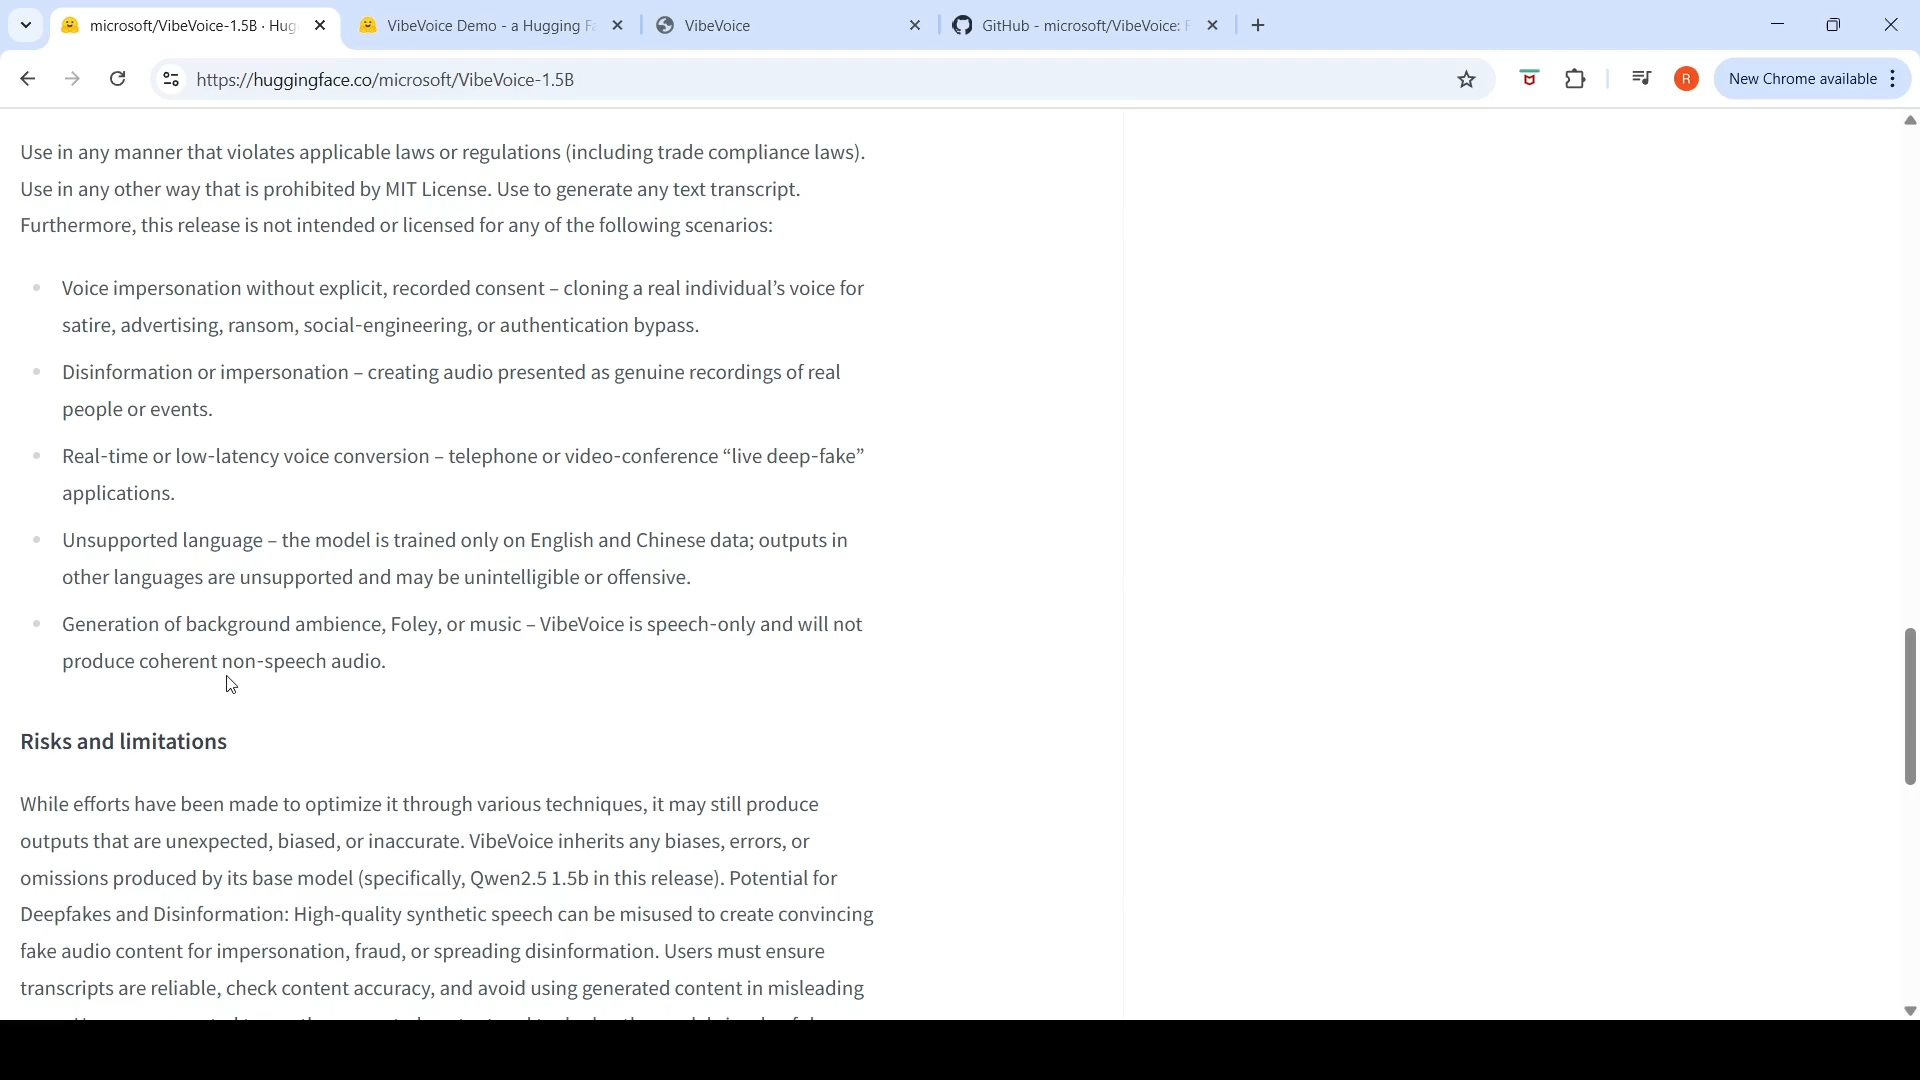 microsoft/VibeVoice-1.5B · Hug
VibeVoice Demo - a Hugging Fa
VibeVoice
GitHub - microsoft/VibeVoice: F
https://huggingface.co/microsoft/VibeVoice-1.5B
R
New Chrome available
Use in any manner that violates applicable laws or regulations (including trade compliance laws).
Use in any other way that is prohibited by MIT License. Use to generate any text transcript.
Furthermore, this release is not intended or licensed for any of the following scenarios:
Voice impersonation without explicit, recorded consent – cloning a real individual’s voice for
satire, advertising, ransom, social‑engineering, or authentication bypass.
Disinformation or impersonation – creating audio presented as genuine recordings of real
people or events.
Real‑time or low‑latency voice conversion – telephone or video‑conference “live deep‑fake”
applications.
Unsupported language – the model is trained only on English and Chinese data; outputs in
other languages are unsupported and may be unintelligible or offensive.
Generation of background ambience, Foley, or music – VibeVoice is speech‑only and will not
produce coherent non‑speech audio.
Risks and limitations
While efforts have been made to optimize it through various techniques, it may still produce
outputs that are unexpected, biased, or inaccurate. VibeVoice inherits any biases, errors, or
omissions produced by its base model (specifically, Qwen2.5 1.5b in this release). Potential for
Deepfakes and Disinformation: High-quality synthetic speech can be misused to create convincing
fake audio content for impersonation, fraud, or spreading disinformation. Users must ensure
transcripts are reliable, check content accuracy, and avoid using generated content in misleading